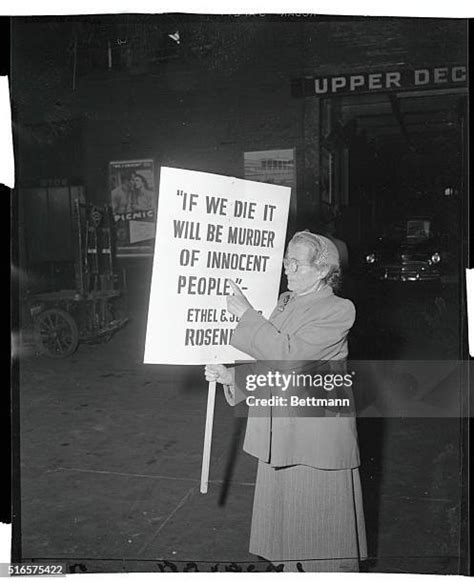 UPPER DEC
PICNIC
"IF WE DIE IT
WILL BE MURDER
OF INNOCENT
PEOPLE."-
ETHEL &
ROSEN
gettyimages
Credit: Bettmann
516575422